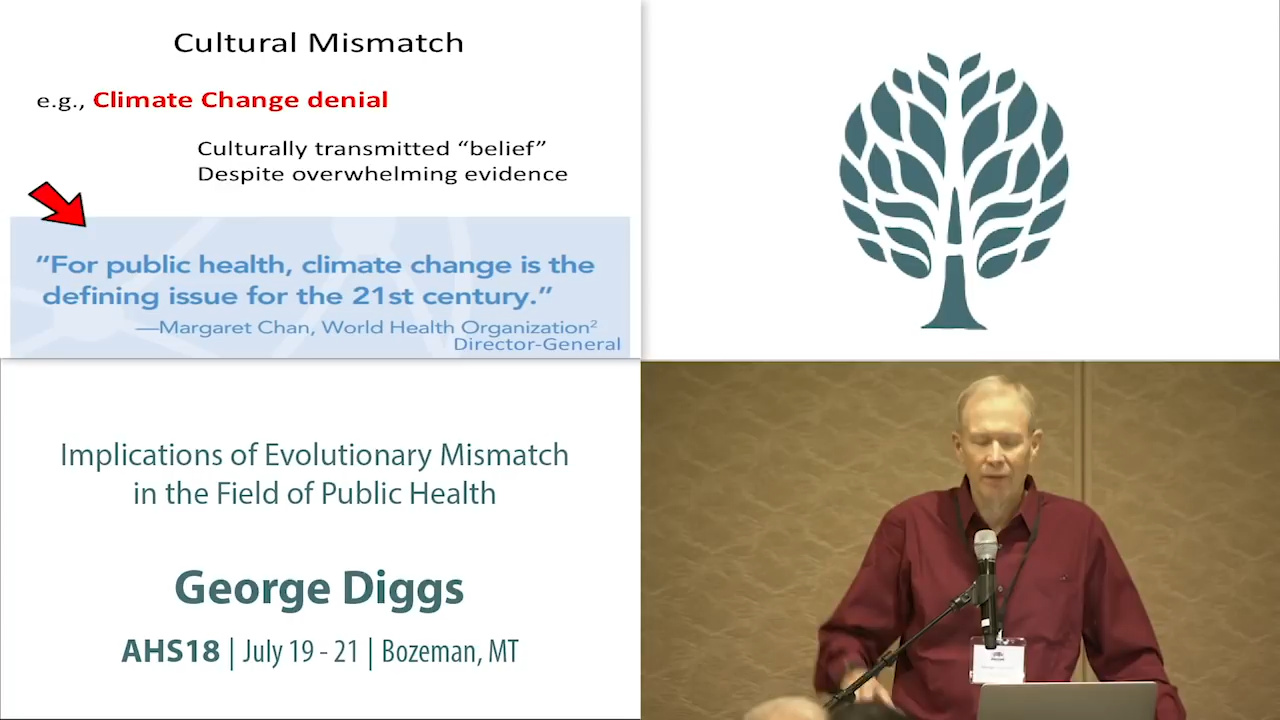 Cultural Mismatch
e.g., Climate Change denial
Culturally transmitted “belief”
Despite overwhelming evidence
“For public health, climate change is the
defining issue for the 21st century.”
—Margaret Chan, World Health Organization²
Director-General
Implications of Evolutionary Mismatch
in the Field of Public Health
George Diggs
AHS18 | July 19 - 21 | Bozeman, MT